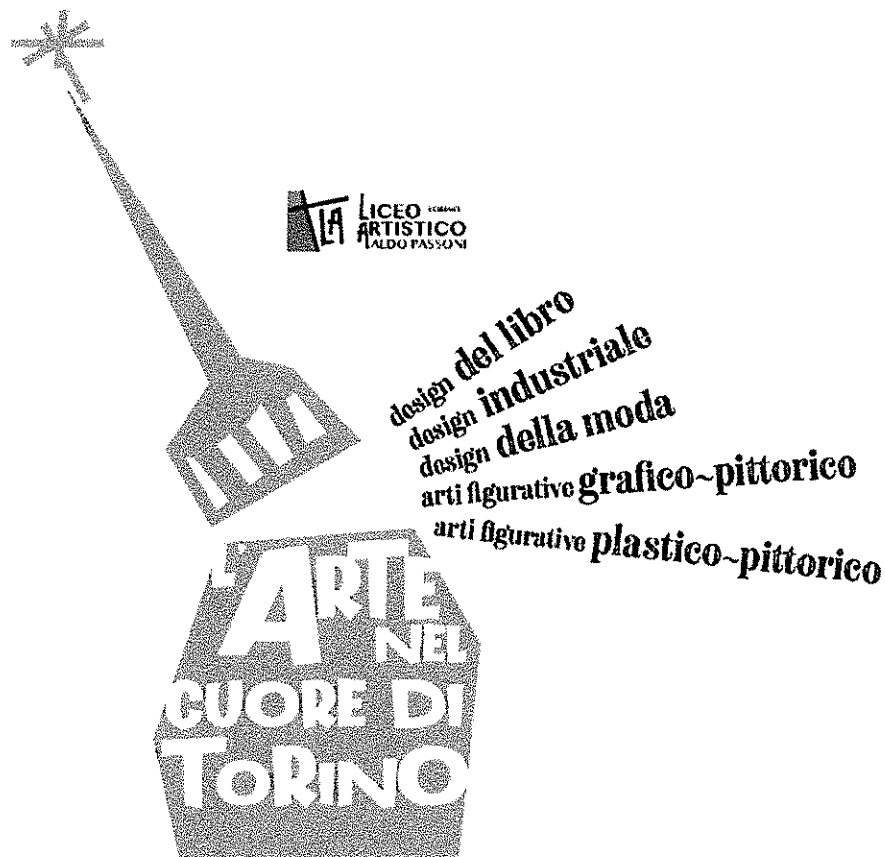 LA LICEO
ARTISTICO
ALDO PASSONI
design del libro
design industriale
design della moda
arti figurative grafico~pittorico
arti figurative plastico~pittorico
L'ARTE
NEL
CUORE DI
TORINO